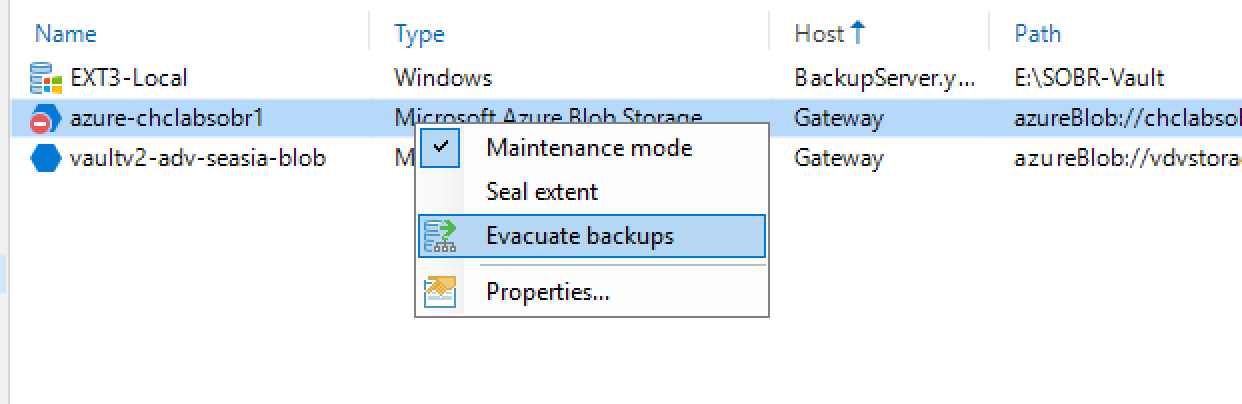 Name Type Host Path
EXT3-Local Windows BackupServer.y... E:\SOBR-Vault
azure-chclabsobr1 Microsoft Azure Blob Storage Gateway azureBlob://chclabsol
vaultv2-adv-seasia-blob M Gateway azureBlob://vdvstora
Maintenance mode
Seal extent
Evacuate backups
Properties...